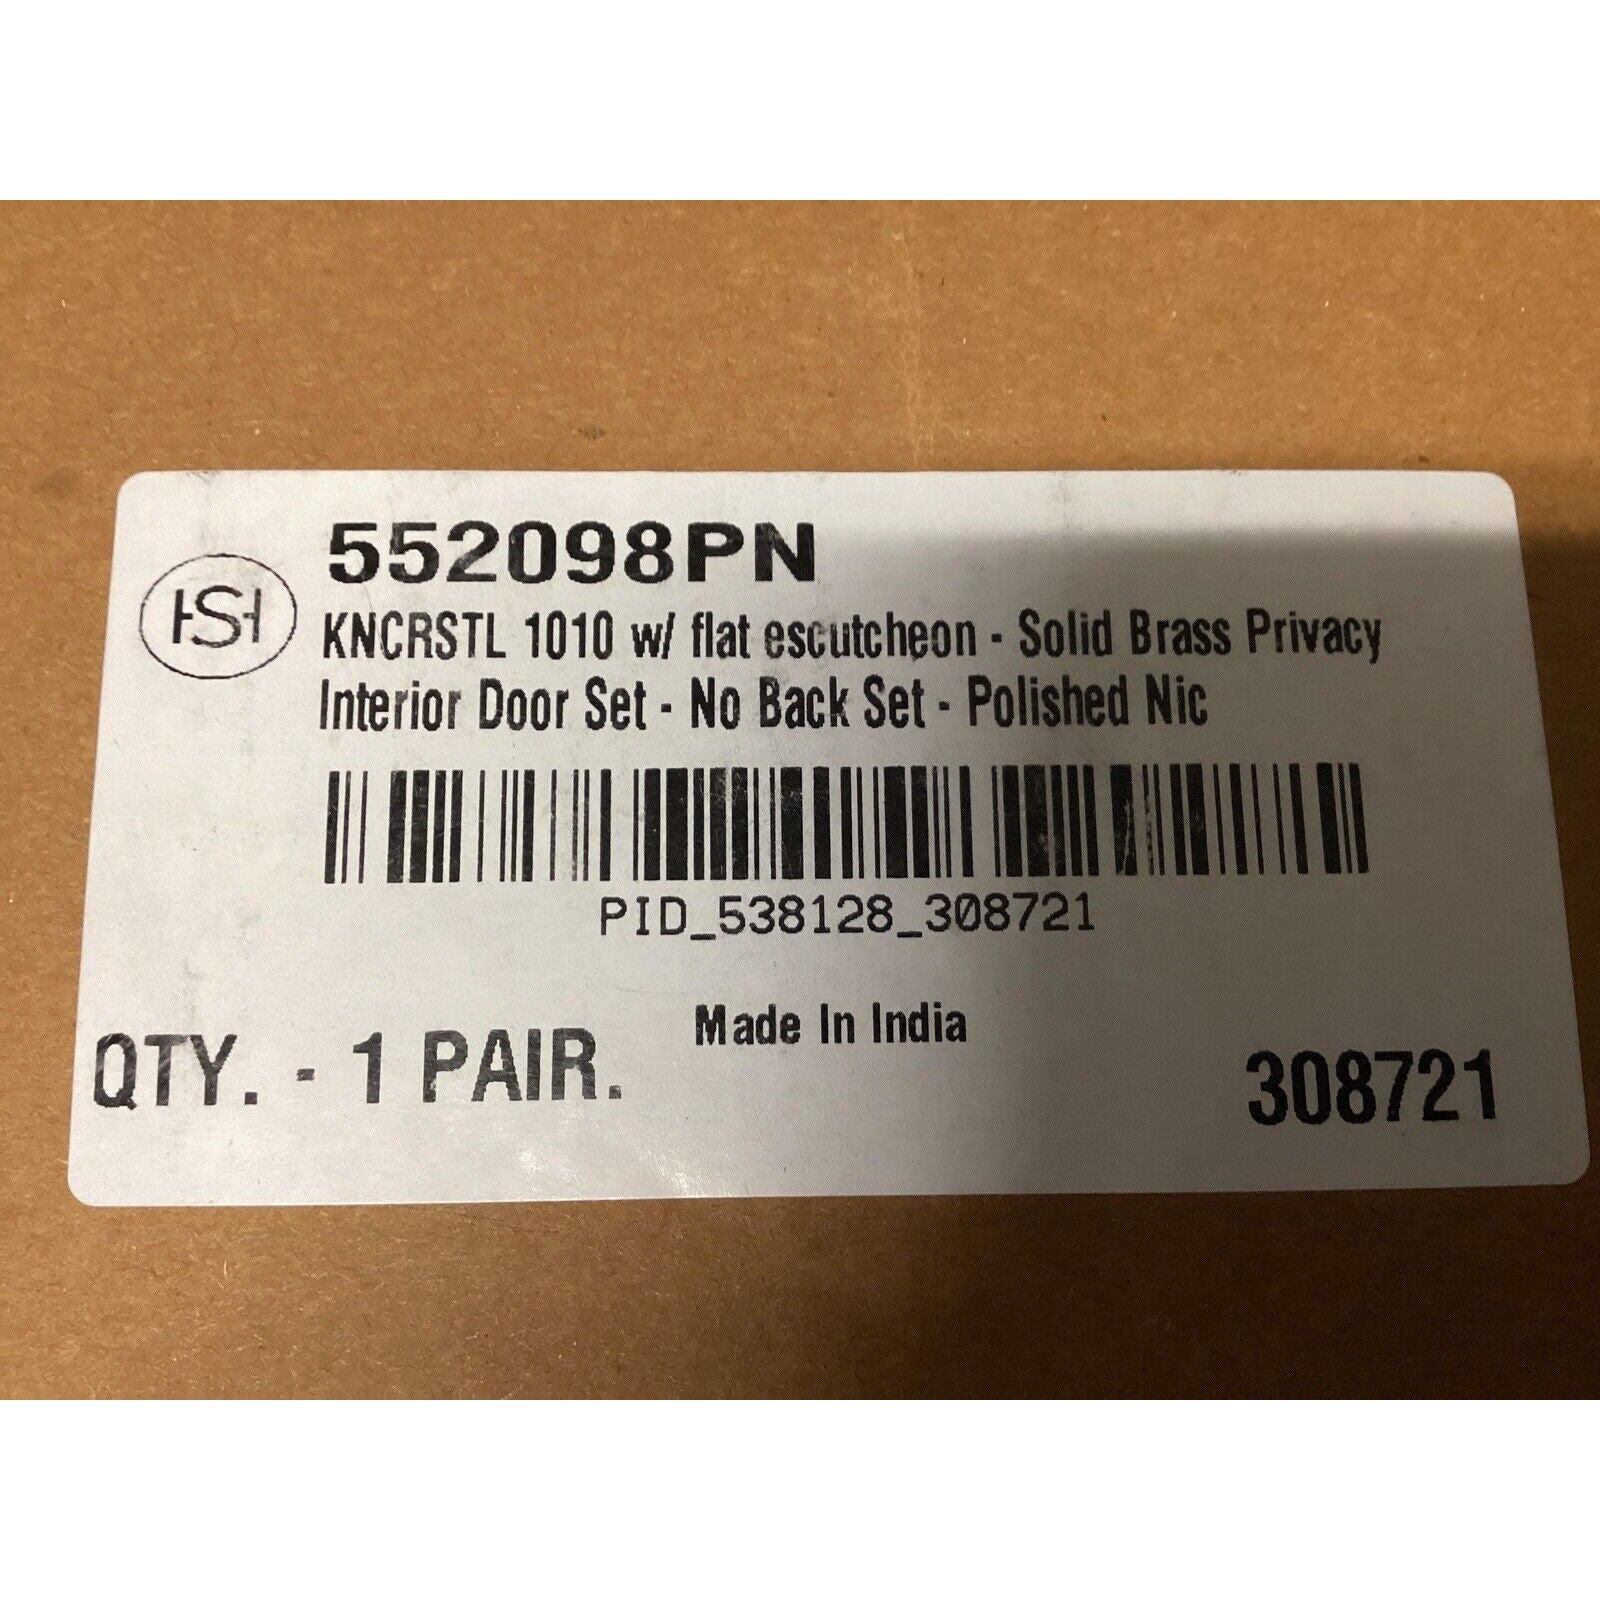 552098PN
HSH
KNCRSTL 1010 w/ flat escutcheon - Solid Brass Privacy
Interior Door Set - No Back Set - Polished Nic
PID_538128_308721
Made In India
QTY. - 1 PAIR.
308721